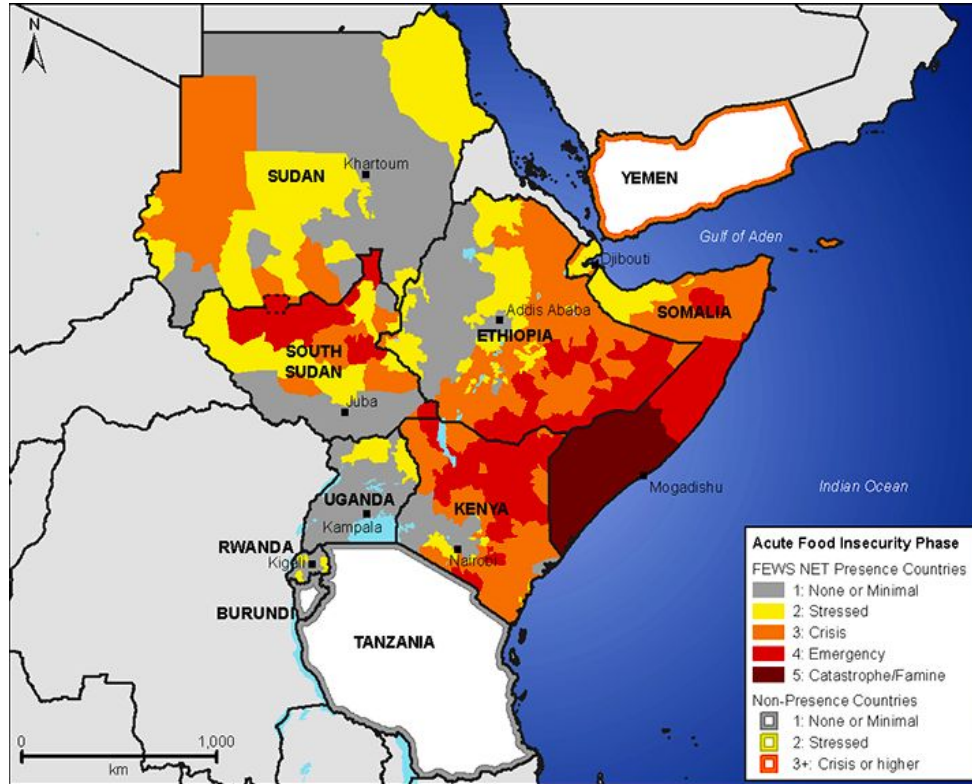 N
SUDAN
Khartoum
YEMEN
Gulf of Aden
Djibouti
Addis Ababa
ETHIOPIA
SOMALIA
SOUTH
SUDAN
Juba
UGANDA
Kampala
KENYA
Mogadishu
Indian Ocean
RWANDA
Kigali
Nairobi
BURUNDI
TANZANIA
Acute Food Insecurity Phase
FEWS NET Presence Countries
1: None or Minimal
2: Stressed
3: Crisis
4: Emergency
5: Catastrophe/Famine
Non-Presence Countries
1: None or Minimal
2: Stressed
3+: Crisis or higher
0 1,000
km